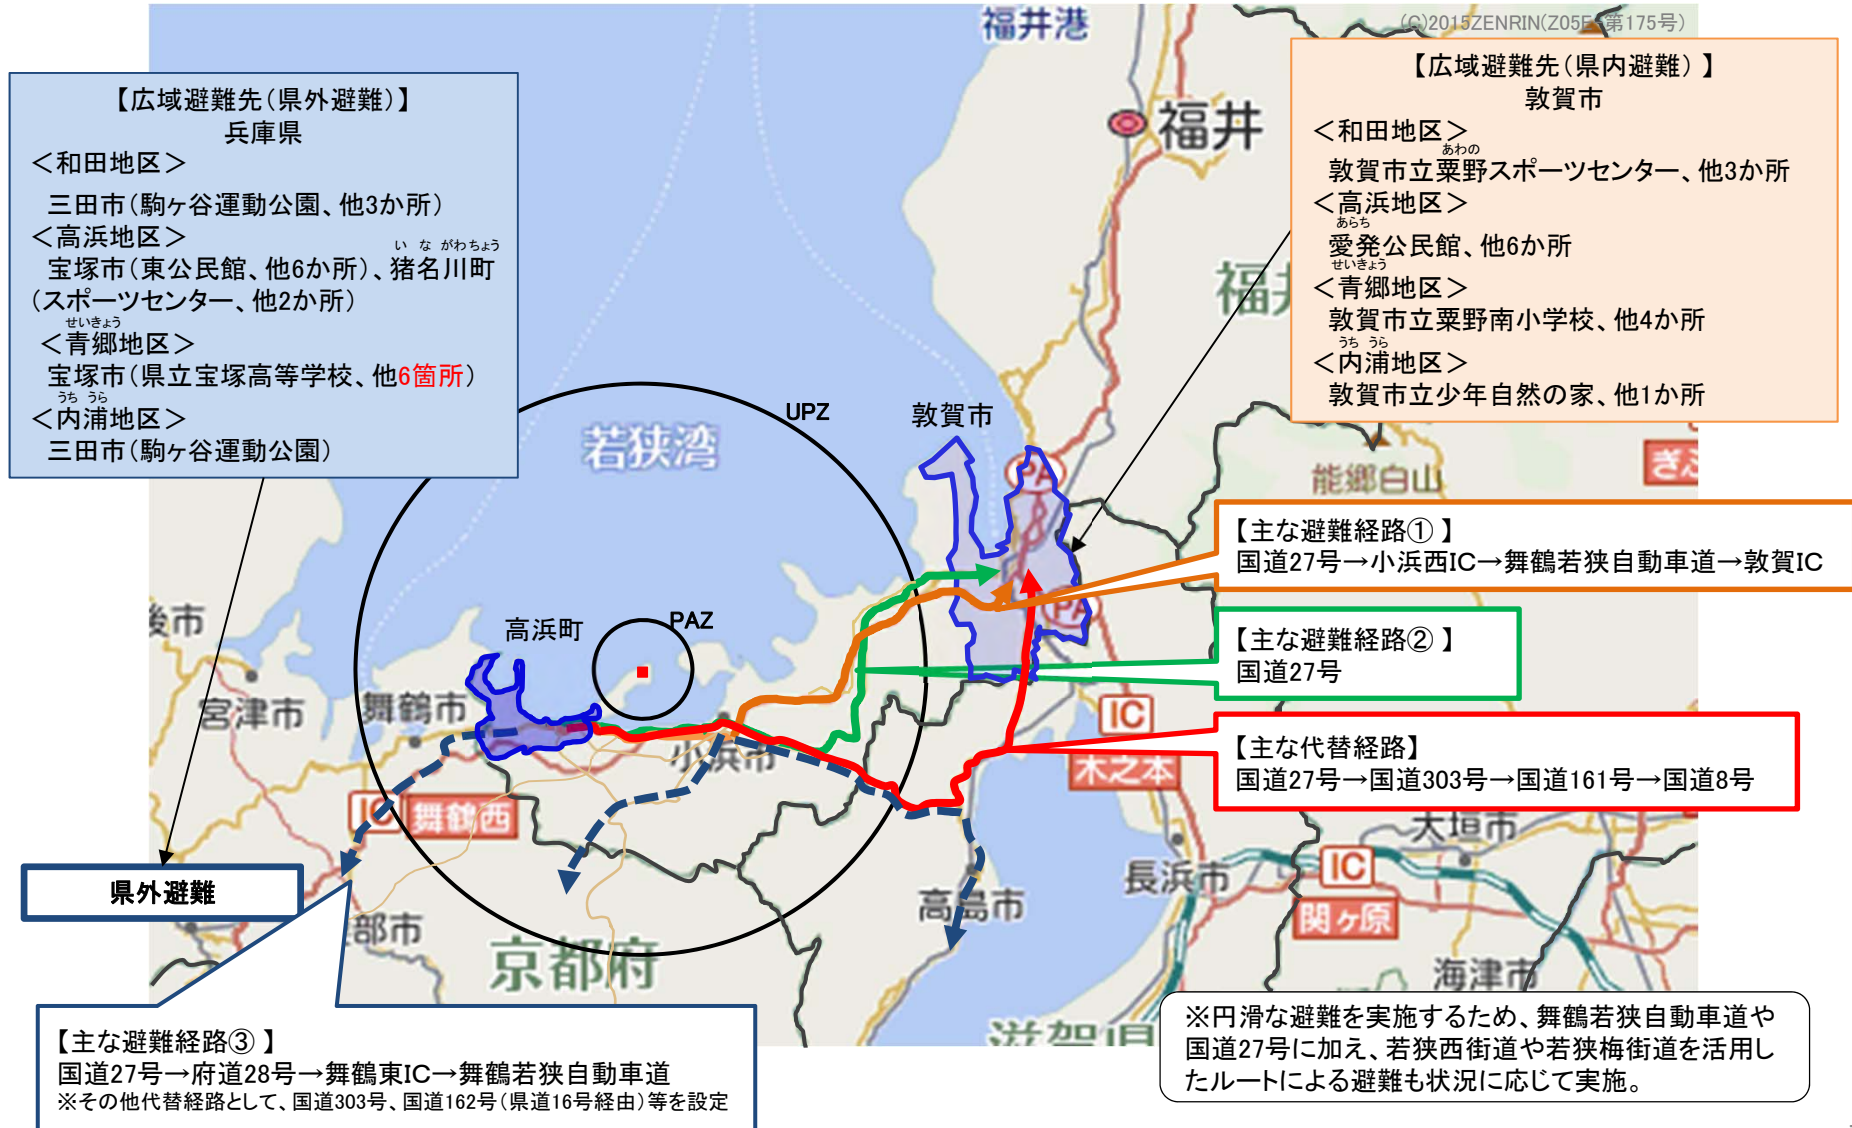 (C)2015ZENRIN(Z05E-第175号)
【広域避難先(県外避難)】
兵庫県
＜和田地区＞
三田市(駒ヶ谷運動公園、他3か所)
＜高浜地区＞
い な がわちょう
宝塚市(東公民館、他6か所)、猪名川町
(スポーツセンター、他2か所)
せいきょう
＜青郷地区＞
宝塚市(県立宝塚高等学校、他6箇所)
うち うら
＜内浦地区＞
三田市(駒ヶ谷運動公園)
【広域避難先(県内避難)】
敦賀市
＜和田地区＞
あわの
敦賀市立粟野スポーツセンター、他3か所
＜高浜地区＞
あらち
愛発公民館、他6か所
せいきょう
＜青郷地区＞
敦賀市立粟野南小学校、他4か所
うち うら
＜内浦地区＞
敦賀市立少年自然の家、他1か所
福井港
福井
福井
UPZ
敦賀市
若狭湾
PA
能郷白山
ぎふ
【主な避難経路①】
国道27号→小浜西IC→舞鶴若狭自動車道→敦賀IC
後市
高浜町
PAZ
PA
【主な避難経路②】
国道27号
宮津市
舞鶴市
小浜市
IC
木之本
【主な代替経路】
国道27号→国道303号→国道161号→国道8号
IC
舞鶴西
大垣市
県外避難
長浜市
IC
関ヶ原
高島市
部市
京都府
海津市
滋賀県
【主な避難経路③】
国道27号→府道28号→舞鶴東IC→舞鶴若狭自動車道
※その他代替経路として、国道303号、国道162号(県道16号経由)等を設定
※円滑な避難を実施するため、舞鶴若狭自動車道や
国道27号に加え、若狭西街道や若狭梅街道を活用し
たルートによる避難も状況に応じて実施。